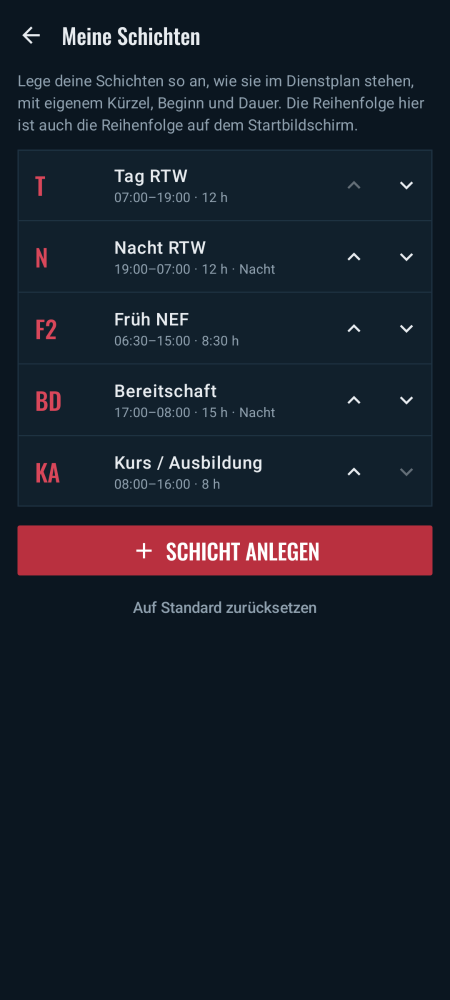 Meine Schichten
Lege deine Schichten so an, wie sie im Dienstplan stehen,
mit eigenem Kürzel, Beginn und Dauer. Die Reihenfolge hier
ist auch die Reihenfolge auf dem Startbildschirm.
T
Tag RTW
07:00–19:00 · 12 h
N
Nacht RTW
19:00–07:00 · 12 h · Nacht
F2
Früh NEF
06:30–15:00 · 8:30 h
BD
Bereitschaft
17:00–08:00 · 15 h · Nacht
KA
Kurs / Ausbildung
08:00–16:00 · 8 h
SCHICHT ANLEGEN
Auf Standard zurücksetzen